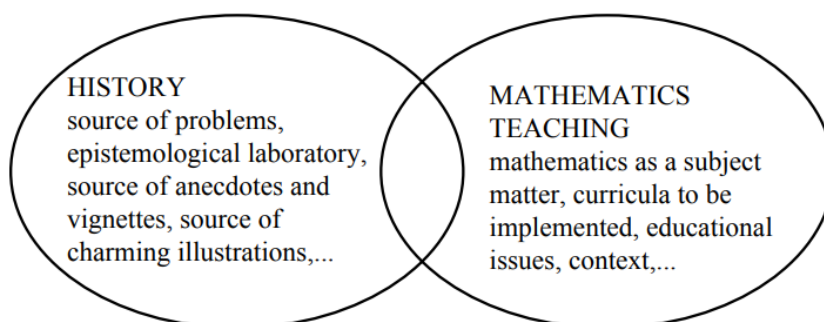 HISTORY
source of problems,
epistemological laboratory,
source of anecdotes and
vignettes, source of
charming illustrations,...
MATHEMATICS
TEACHING
mathematics as a subject
matter, curricula to be
implemented, educational
issues, context,...